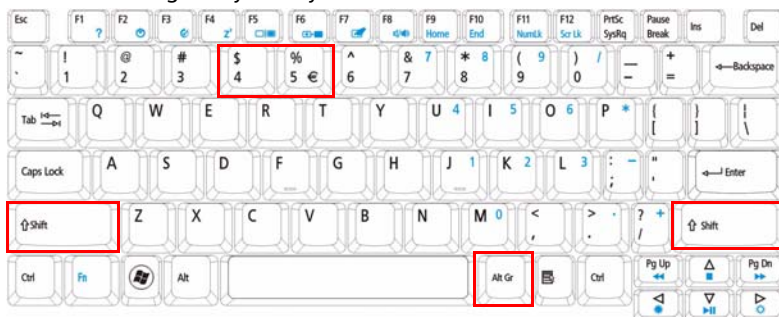 Esc F1 ? F2 F3 F4 zᶻ F5 F6 F7 F8 F9 Home F10 End F11 NumLk F12 Scr Lk PrtSc SysRq Pause Break Ins Del
~ ` ! 1 @ 2 # 3 $ 4 % 5 € ^ 6 & 7 7 * 8 8 ( 9 9 ) 0 / _ - + = Backspace
Tab Q W E R T Y U 4 I 5 O 6 P * { [ } ] | \
Caps Lock A S D F G H J 1 K 2 L 3 : ; - " ' Enter
Shift Z X C V B N M 0 < , > . . ? / + Shift
Ctrl Fn Alt Alt Gr Ctrl Pg Up Pg Dn